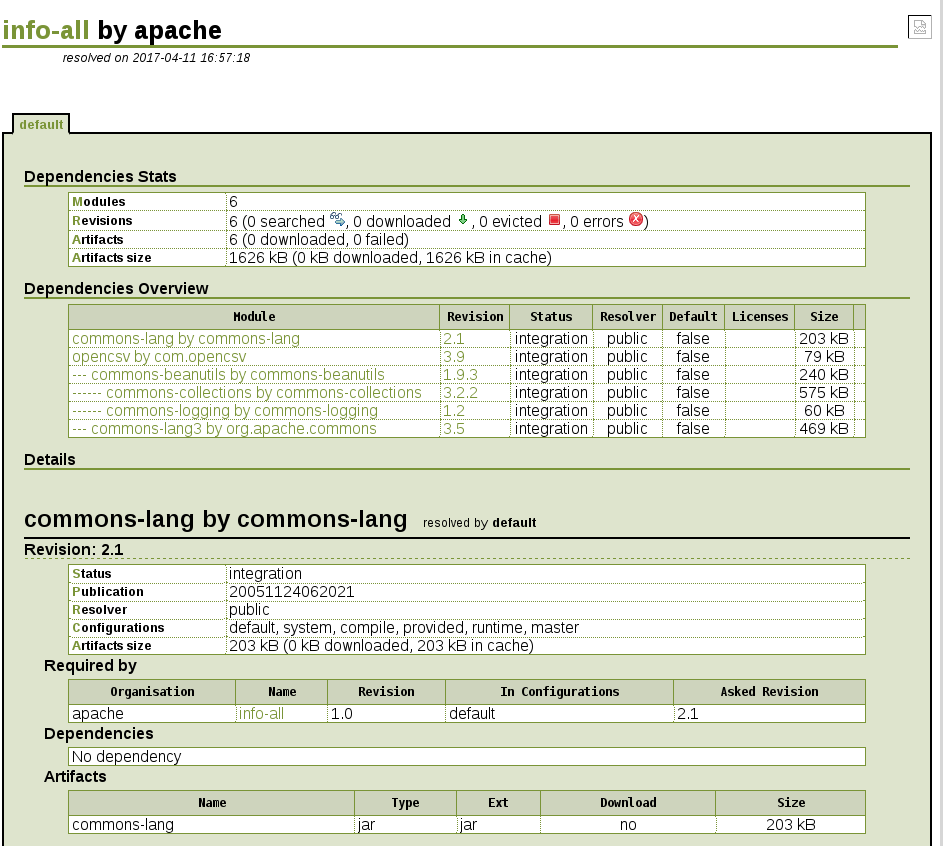 info-all by apache
resolved on 2017-04-11 16:57:18
default
Dependencies Stats
Modules 6
Revisions 6 (0 searched , 0 downloaded , 0 evicted , 0 errors )
Artifacts 6 (0 downloaded, 0 failed)
Artifacts size 1626 kB (0 kB downloaded, 1626 kB in cache)
Dependencies Overview
Module Revision Status Resolver Default Licenses Size
commons-lang by commons-lang 2.1 integration public false 203 kB
opencsv by com.opencsv 3.9 integration public false 79 kB
--- commons-beanutils by commons-beanutils 1.9.3 integration public false 240 kB
------ commons-collections by commons-collections 3.2.2 integration public false 575 kB
------ commons-logging by commons-logging 1.2 integration public false 60 kB
--- commons-lang3 by org.apache.commons 3.5 integration public false 469 kB
Details
commons-lang by commons-lang resolved by default
Revision: 2.1
Status integration
Publication 20051124062021
Resolver public
Configurations default, system, compile, provided, runtime, master
Artifacts size 203 kB (0 kB downloaded, 203 kB in cache)
Required by
Organisation Name Revision In Configurations Asked Revision
apache info-all 1.0 default 2.1
Dependencies
No dependency
Artifacts
Name Type Ext Download Size
commons-lang jar jar no 203 kB